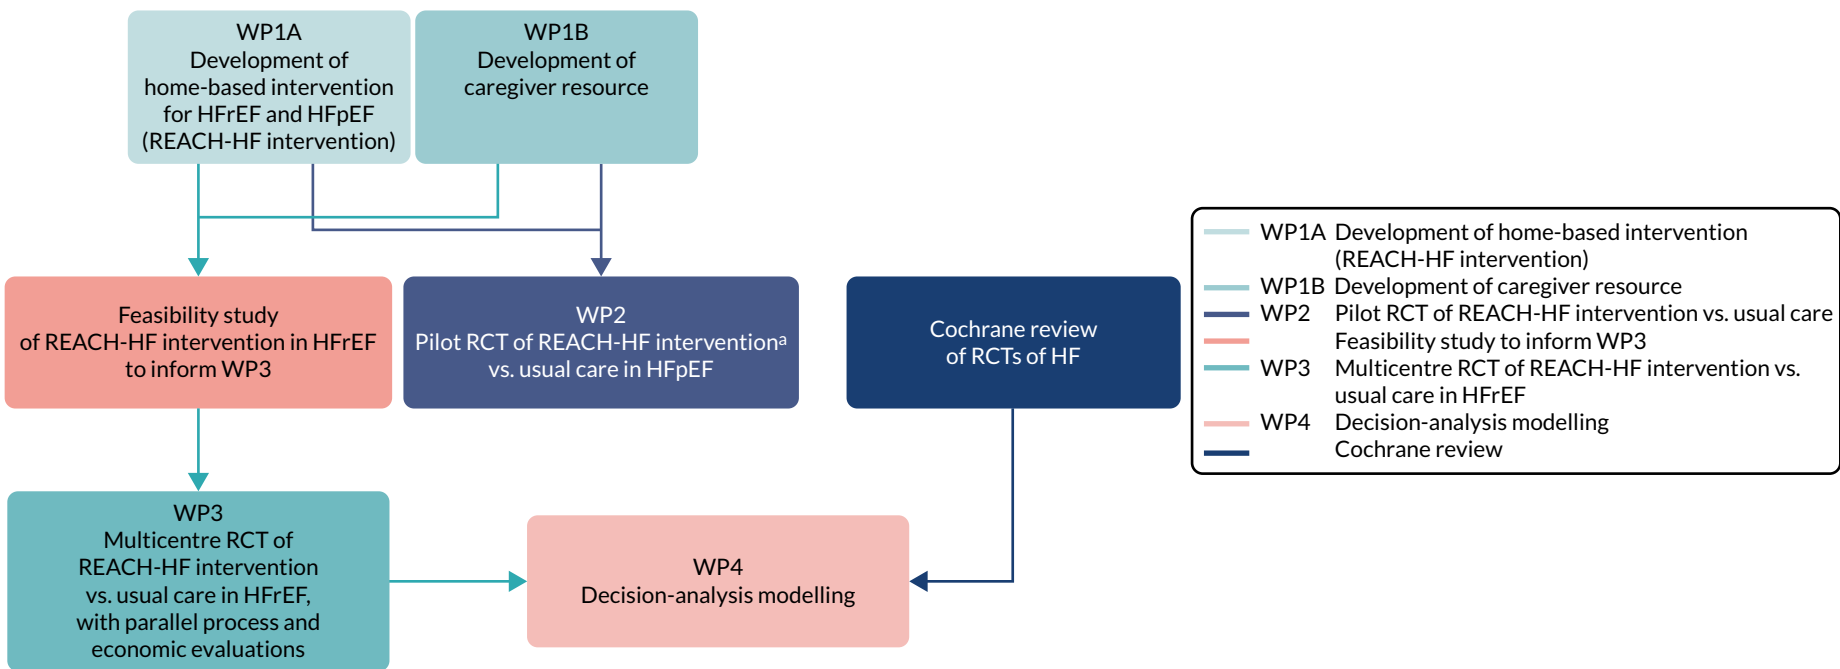 WP1A
Development of
home-based intervention
for HFrEF and HFpEF
(REACH-HF intervention)
WP1B
Development of
caregiver resource
Feasibility study
of REACH-HF intervention in HFrEF
to inform WP3
WP2
Pilot RCT of REACH-HF interventionᵃ
vs. usual care in HFpEF
Cochrane review
of RCTs of HF
WP3
Multicentre RCT of
REACH-HF intervention
vs. usual care in HFrEF,
with parallel process and
economic evaluations
WP4
Decision-analysis modelling
WP1A Development of home-based intervention
(REACH-HF intervention)
WP1B Development of caregiver resource
WP2 Pilot RCT of REACH-HF intervention vs. usual care
Feasibility study to inform WP3
WP3 Multicentre RCT of REACH-HF intervention vs.
usual care in HFrEF
WP4 Decision-analysis modelling
Cochrane review